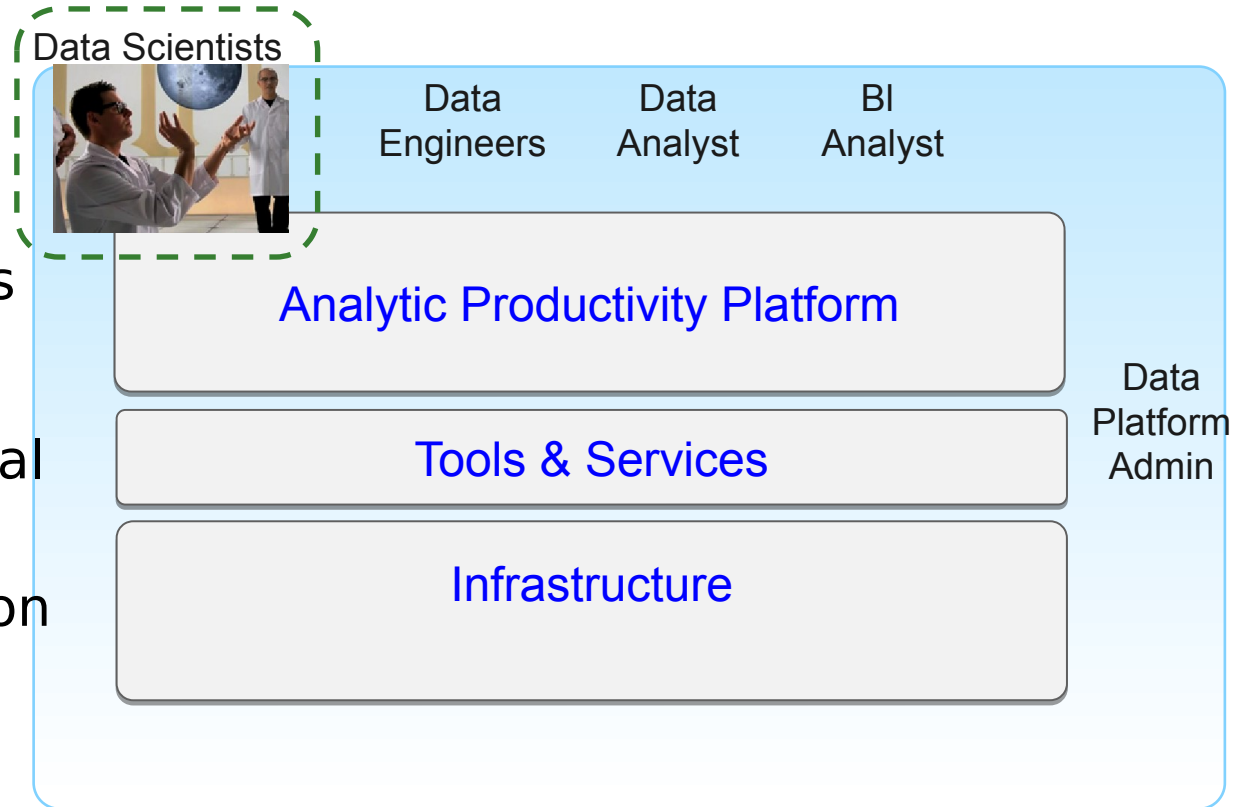 Data Scientists
Data
Engineers
Data
Analyst
BI
Analyst
Analytic Productivity Platform
Data
Platform
Admin
Tools & Services
Infrastructure